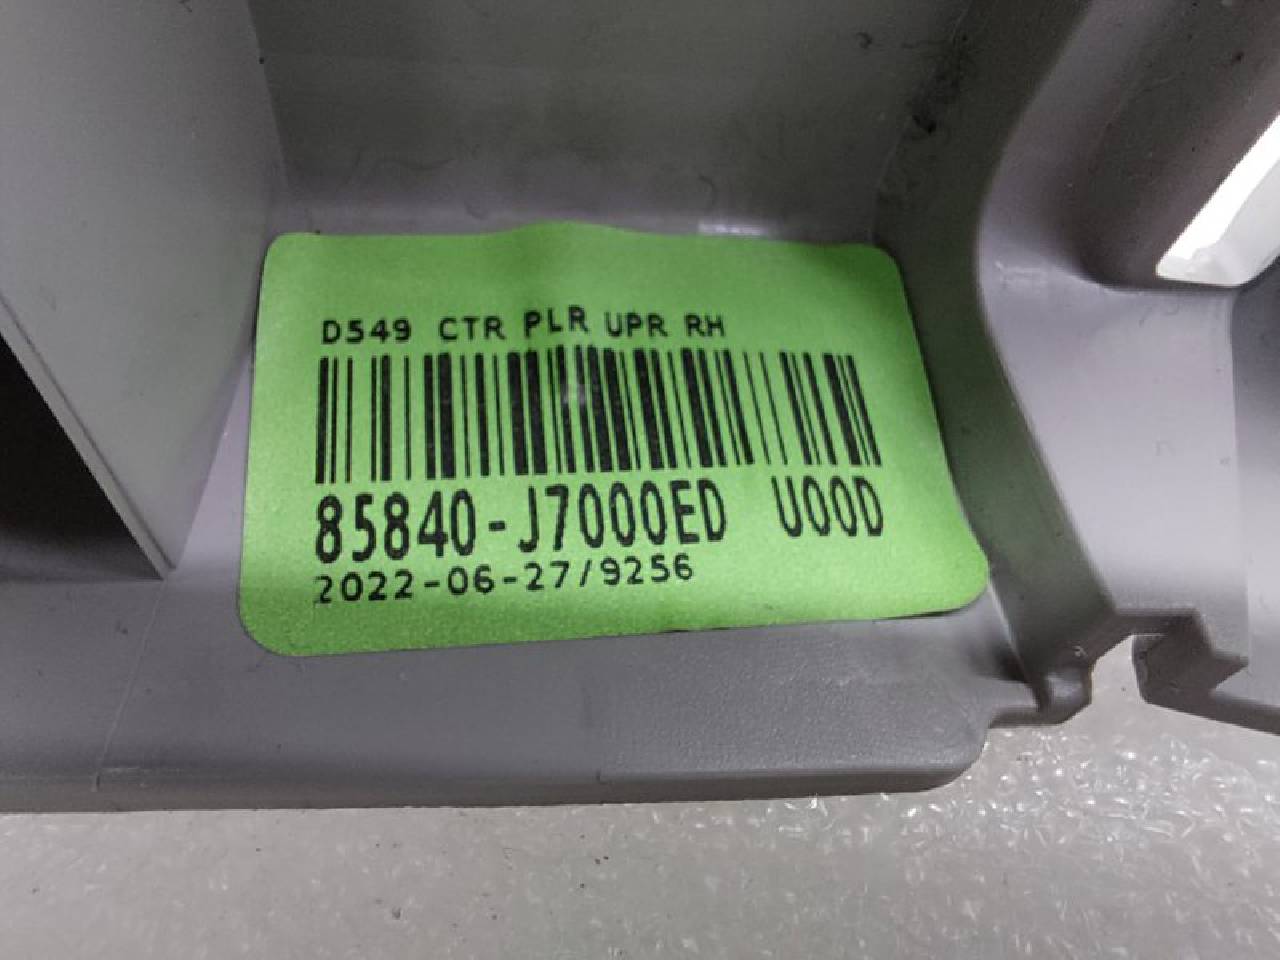 D549 CTR PLR UPR RH
85840-J7000ED U00D
2022-06-27/9256